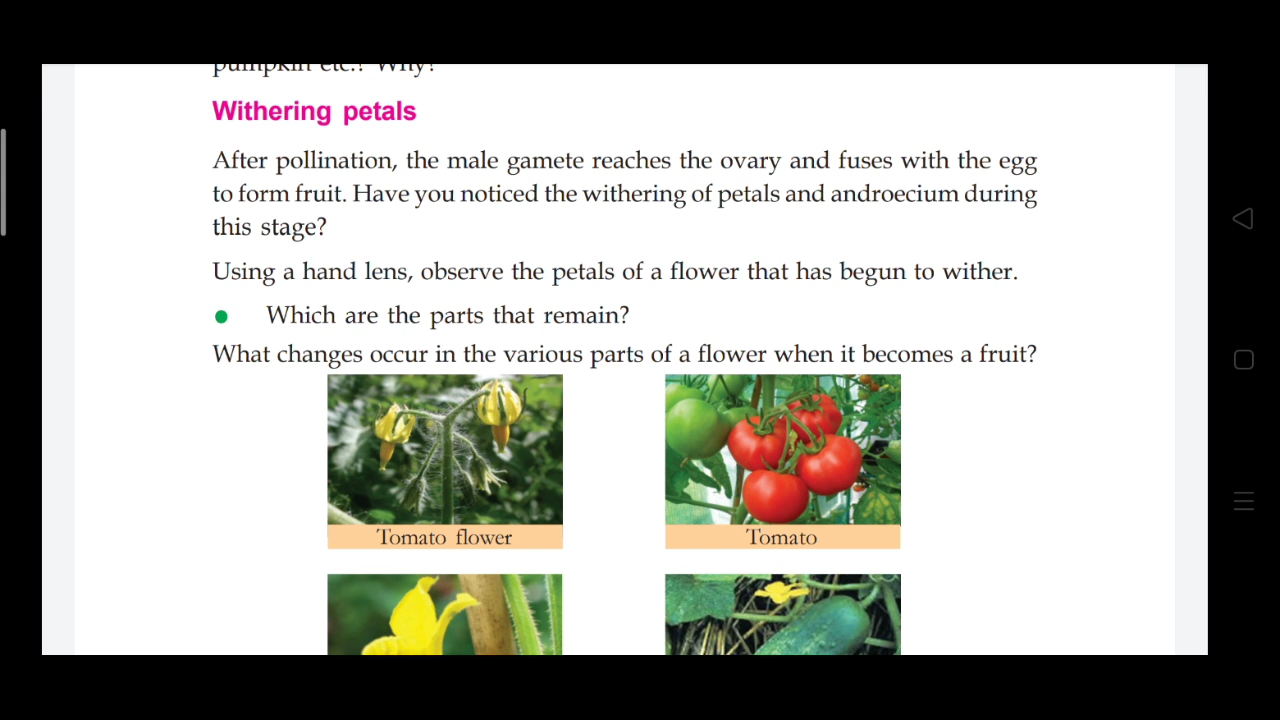 pumpkin etc.? Why?
Withering petals
After pollination, the male gamete reaches the ovary and fuses with the egg
to form fruit. Have you noticed the withering of petals and androecium during
this stage?
Using a hand lens, observe the petals of a flower that has begun to wither.
Which are the parts that remain?
What changes occur in the various parts of a flower when it becomes a fruit?
Tomato flower
Tomato